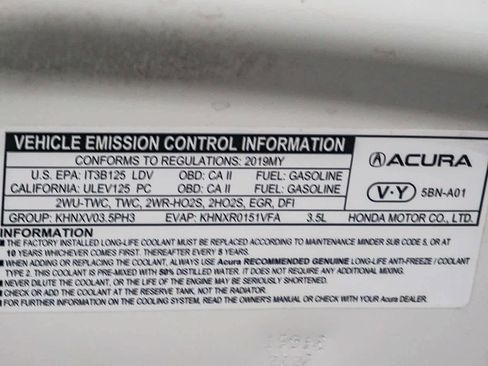 VEHICLE EMISSION CONTROL INFORMATION
CONFORMS TO REGULATIONS: 2019MY
U.S. EPA: IT3B125 LDV OBD: CA II FUEL: GASOLINE
CALIFORNIA: ULEV125 PC OBD: CA II FUEL: GASOLINE
2WU-TWC, TWC, 2WR-HO2S, 2HO2S, EGR, DFI
GROUP: KHNXV03.5PH3 EVAP: KHNXR0151VFA 3.5L
ACURA
V·Y 5BN-A01
HONDA MOTOR CO., LTD.
INFORMATION
■ THE FACTORY INSTALLED LONG-LIFE COOLANT MUST BE REPLACED ACCORDING TO MAINTENANCE MINDER SUB CODE 5, OR AT
10 YEARS WHICHEVER COMES FIRST. THEREAFTER EVERY 5 YEARS.
■ WHEN ADDING OR REPLACING THE COOLANT, ALWAYS USE Acura RECOMMENDED GENUINE LONG-LIFE ANTI-FREEZE / COOLANT
TYPE 2. THIS COOLANT IS PRE-MIXED WITH 50% DISTILLED WATER. IT DOES NOT REQUIRE ANY ADDITIONAL MIXING.
■ NEVER DILUTE THE COOLANT, OR THE LIFE OF THE ENGINE MAY BE SERIOUSLY SHORTENED.
■ CHECK OR ADD THE COOLANT AT THE RESERVE TANK, NOT THE RADIATOR.
■ FOR FURTHER INFORMATION ON THE COOLING SYSTEM, READ THE OWNER'S MANUAL OR CHECK WITH YOUR Acura DEALER.